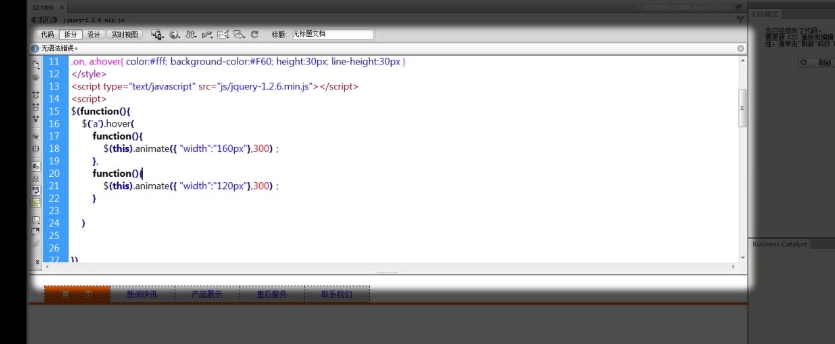 02.html ×
jquery-1.2.6.min.js
代码 拆分 设计 实时视图 标题: 无标题文档
无语法错误。
11 .on, a:hover{ color:#fff; background-color:#F60; height:30px; line-height:30px }
12 </style>
13 <script type="text/javascript" src="js/jquery-1.2.6.min.js"></script>
14 <script>
15 $(function(){
16 $('a').hover(
17 function(){
18 $(this).animate({ "width":"160px"},300) ;
19 },
20 function(){
21 $(this).animate({ "width":"120px"},300) ;
22 }
23
24 )
25
26
27 })
首 页 新闻快讯 产品展示 售后服务 联系我们
CSS样式
Business Catalyst